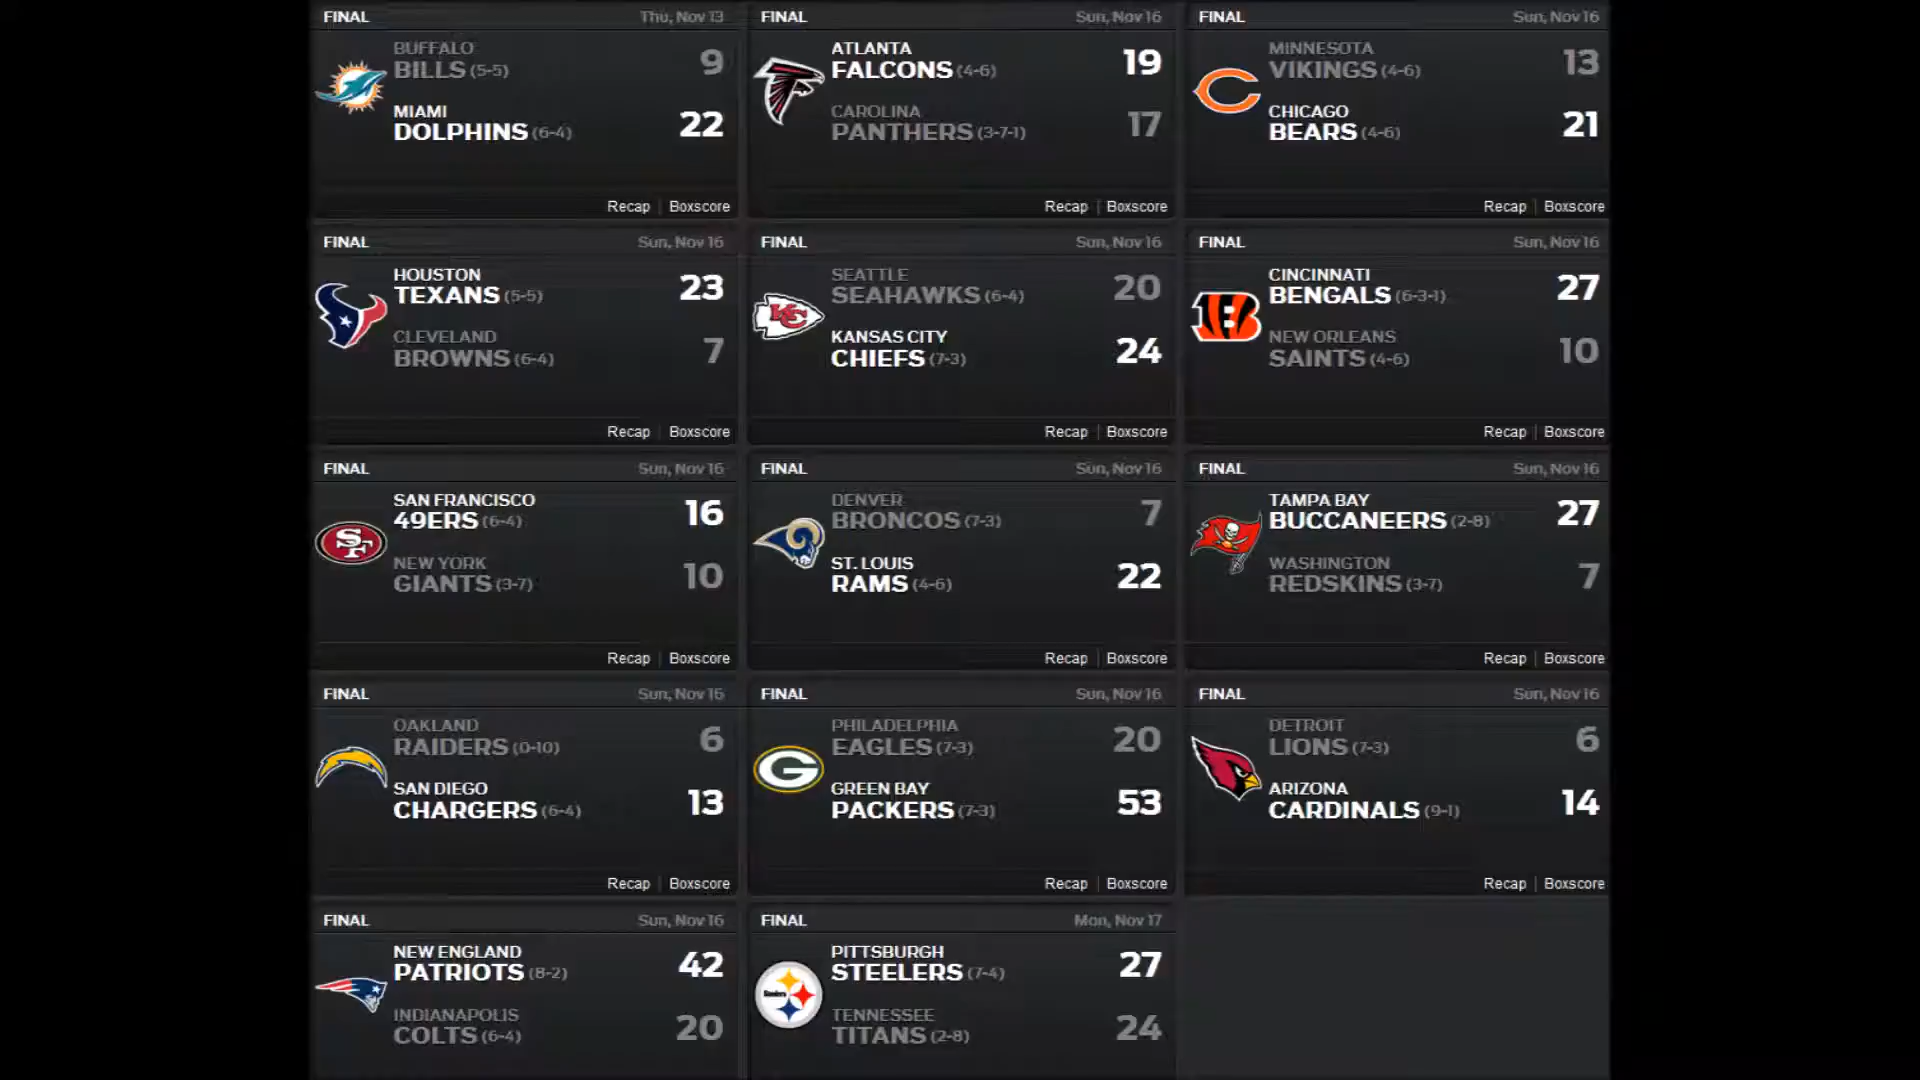 FINAL Thu, Nov 13
BUFFALO
BILLS (5-5) 9
MIAMI
DOLPHINS (6-4) 22
Recap | Boxscore
FINAL Sun, Nov 16
ATLANTA
FALCONS (4-6) 19
CAROLINA
PANTHERS (3-7-1) 17
Recap | Boxscore
FINAL Sun, Nov 16
MINNESOTA
VIKINGS (4-6) 13
CHICAGO
BEARS (4-6) 21
Recap | Boxscore
FINAL Sun, Nov 16
HOUSTON
TEXANS (5-5) 23
CLEVELAND
BROWNS (6-4) 7
Recap | Boxscore
FINAL Sun, Nov 16
SEATTLE
SEAHAWKS (6-4) 20
KANSAS CITY
CHIEFS (7-3) 24
KC
Recap | Boxscore
FINAL Sun, Nov 16
CINCINNATI
BENGALS (6-3-1) 27
NEW ORLEANS
SAINTS (4-6) 10
Recap | Boxscore
FINAL Sun, Nov 16
SAN FRANCISCO
49ERS (6-4) 16
SF
NEW YORK
GIANTS (3-7) 10
Recap | Boxscore
FINAL Sun, Nov 16
DENVER
BRONCOS (7-3) 7
ST. LOUIS
RAMS (4-6) 22
Recap | Boxscore
FINAL Sun, Nov 16
TAMPA BAY
BUCCANEERS (2-8) 27
WASHINGTON
REDSKINS (3-7) 7
Recap | Boxscore
FINAL Sun, Nov 16
OAKLAND
RAIDERS (0-10) 6
SAN DIEGO
CHARGERS (6-4) 13
Recap | Boxscore
FINAL Sun, Nov 16
PHILADELPHIA
EAGLES (7-3) 20
G
GREEN BAY
PACKERS (7-3) 53
Recap | Boxscore
FINAL Sun, Nov 16
DETROIT
LIONS (7-3) 6
ARIZONA
CARDINALS (9-1) 14
Recap | Boxscore
FINAL Sun, Nov 16
NEW ENGLAND
PATRIOTS (8-2) 42
INDIANAPOLIS
COLTS (6-4) 20
FINAL Mon, Nov 17
PITTSBURGH
STEELERS (7-4) 27
Steelers
TENNESSEE
TITANS (2-8) 24